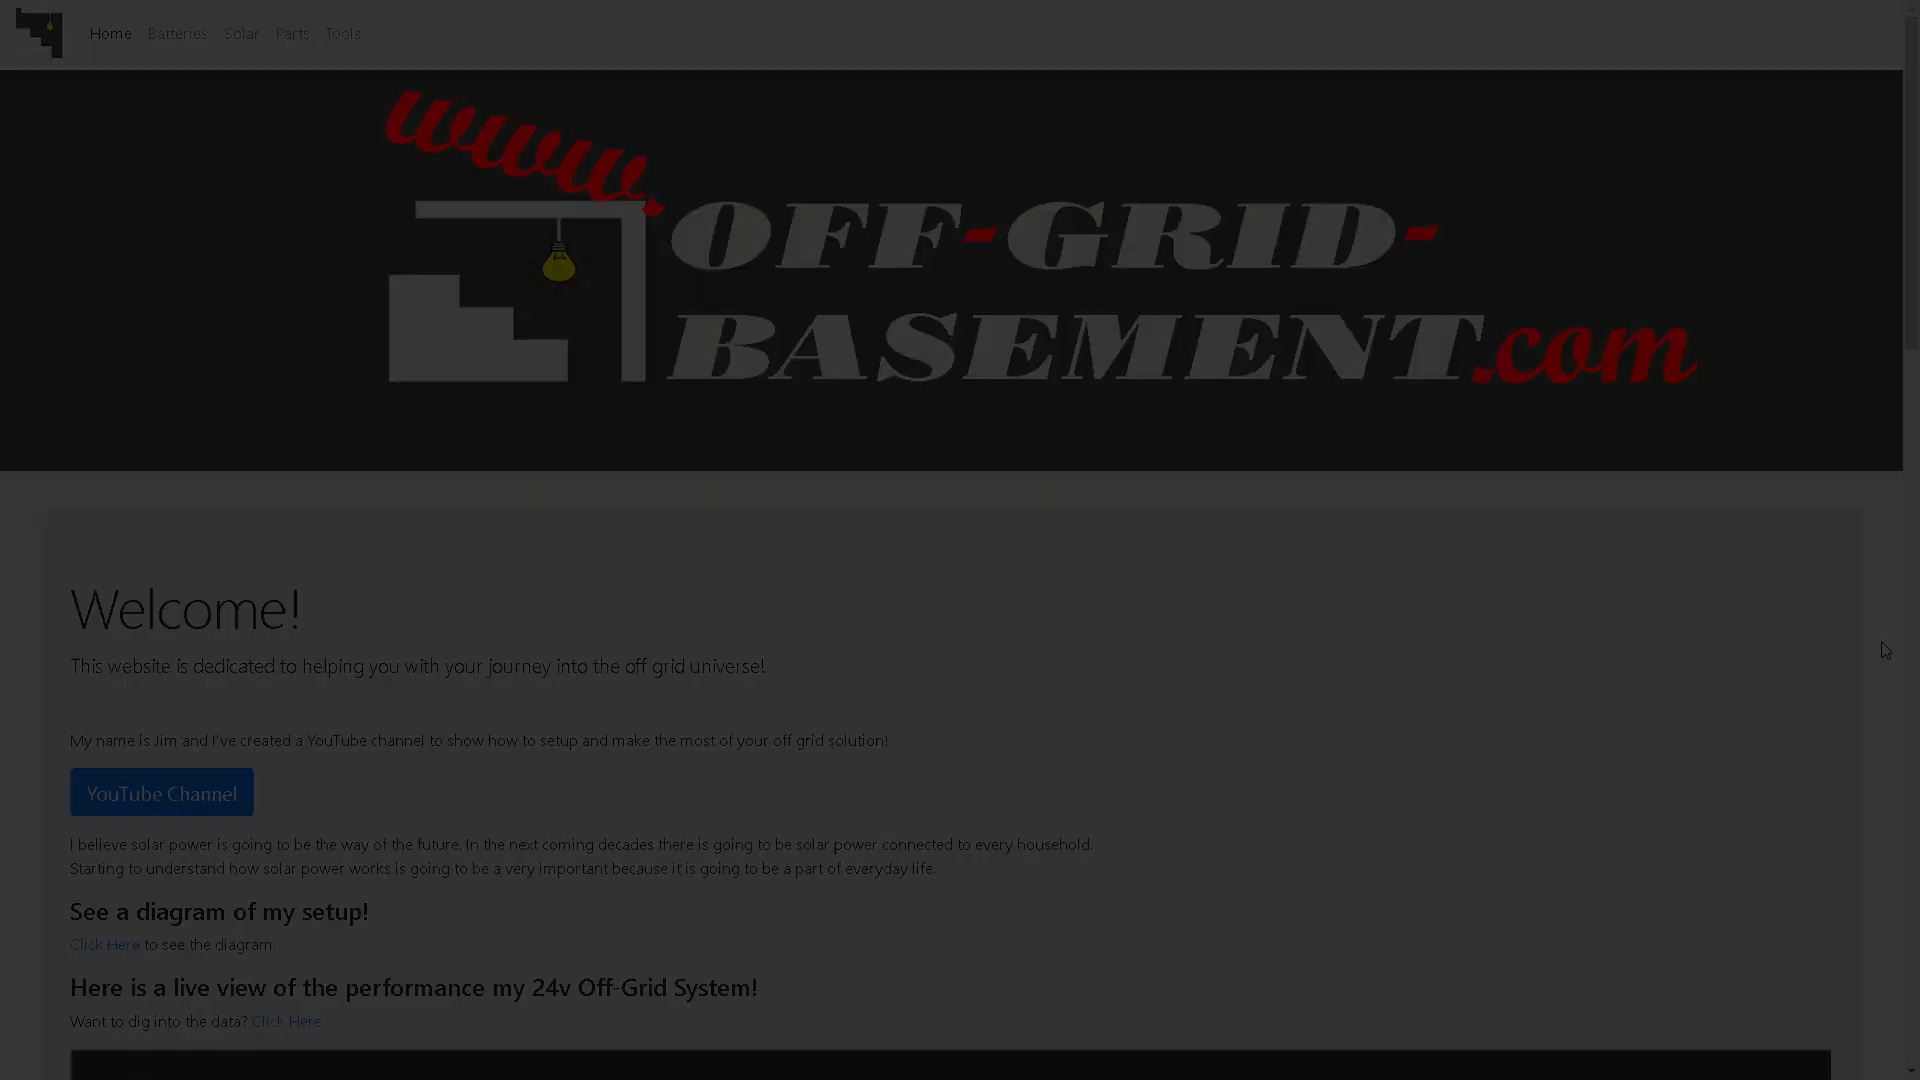 Home Batteries Solar Parts Tools
www.
OFF-GRID-
BASEMENT.com
Welcome!
This website is dedicated to helping you with your journey into the off grid universe!
My name is Jim and I've created a YouTube channel to show how to setup and make the most of your off grid solution!
YouTube Channel
I believe solar power is going to be the way of the future. In the next coming decades there is going to be solar power connected to every household.
Starting to understand how solar power works is going to be a very important because it is going to be a part of everyday life.
See a diagram of my setup!
Click Here to see the diagram.
Here is a live view of the performance my 24v Off-Grid System!
Want to dig into the data? Click Here